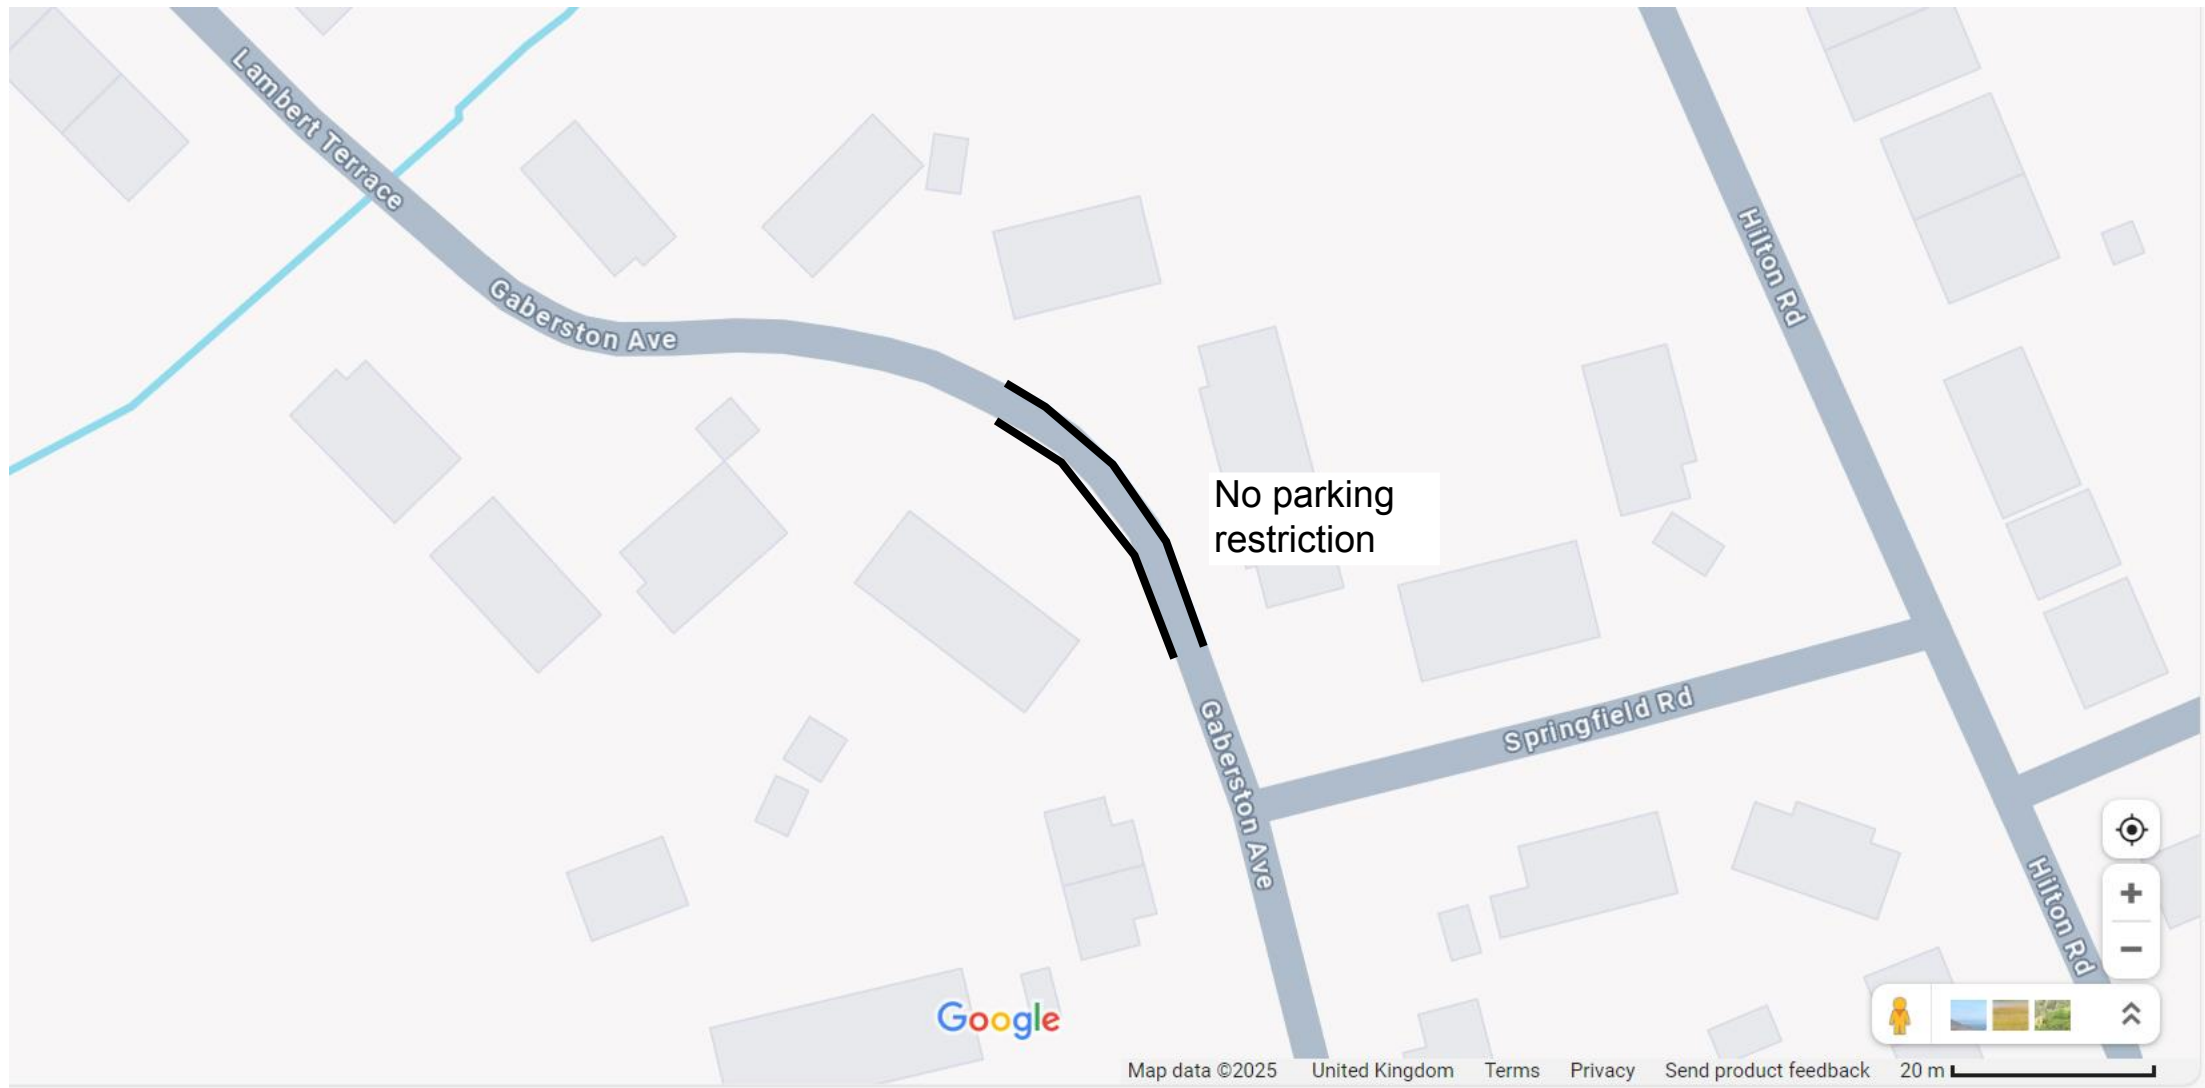 Lambert Terrace
Hilton Rd
Gaberston Ave
No parking
restriction
Springfield Rd
Gaberston Ave
Hilton Rd
Google
Map data ©2025 United Kingdom Terms Privacy Send product feedback 20 m